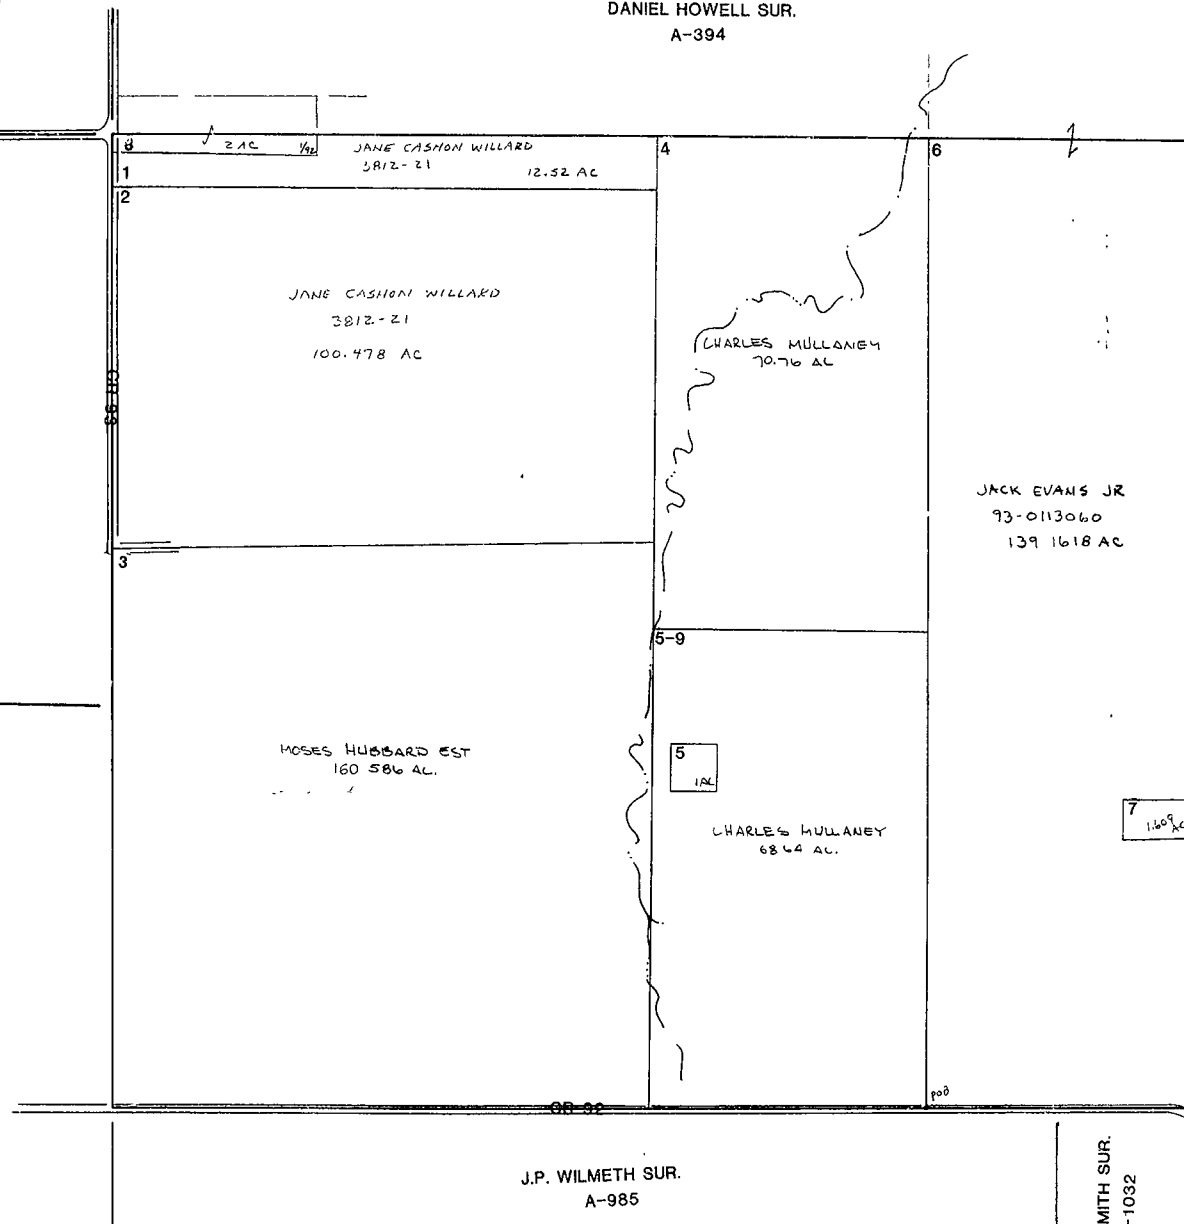 DANIEL HOWELL SUR.
A-394
8
2 AC
1/92
JANE CASHON WILLARD
3812-21
12.52 AC
1
2
4
6
JANE CASHON WILLARD
3812-21
100.478 AC
CHARLES MULLANEY
70.76 AC
JACK EVANS JR
93-0113060
139 1618 AC
3
5-9
MOSES HUBBARD EST
160 586 AC.
5
1AC
7
1.609 AC
CHARLES MULLANEY
68 64 AC.
pod
CR 92
J.P. WILMETH SUR.
A-985
MITH SUR.
-1032